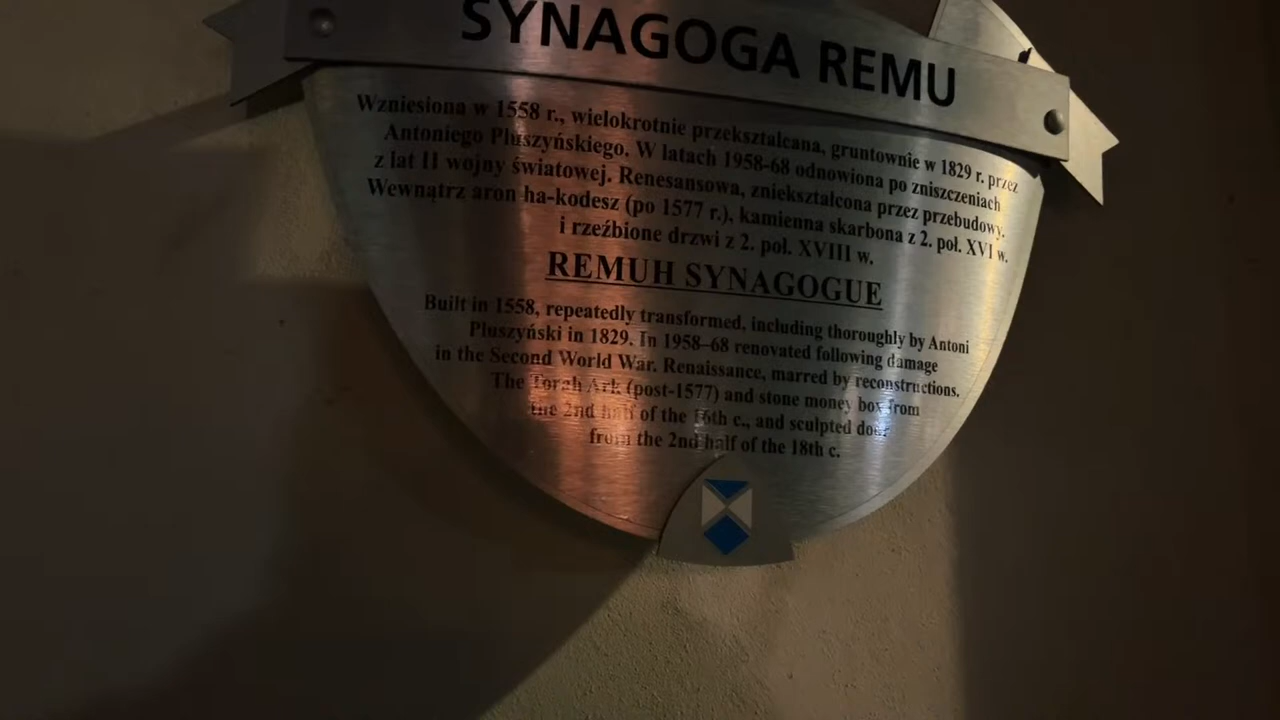 SYNAGOGA REMU
Wzniesiona w 1558 r., wielokrotnie przekształcana, gruntownie w 1829 r. przez
Antoniego Pluszyńskiego. W latach 1958-68 odnowiona po zniszczeniach
z lat II wojny światowej. Renesansowa, zniekształcona przez przebudowy.
Wewnątrz aron ha-kodesz (po 1577 r.), kamienna skarbona z 2. poł. XVI w.
i rzeźbione drzwi z 2. poł. XVIII w.
REMUH SYNAGOGUE
Built in 1558, repeatedly transformed, including thoroughly by Antoni
Pluszyński in 1829. In 1958–68 renovated following damage
in the Second World War. Renaissance, marred by reconstructions.
The Torah Ark (post-1577) and stone money box from
the 2nd half of the 16th c., and sculpted door
from the 2nd half of the 18th c.